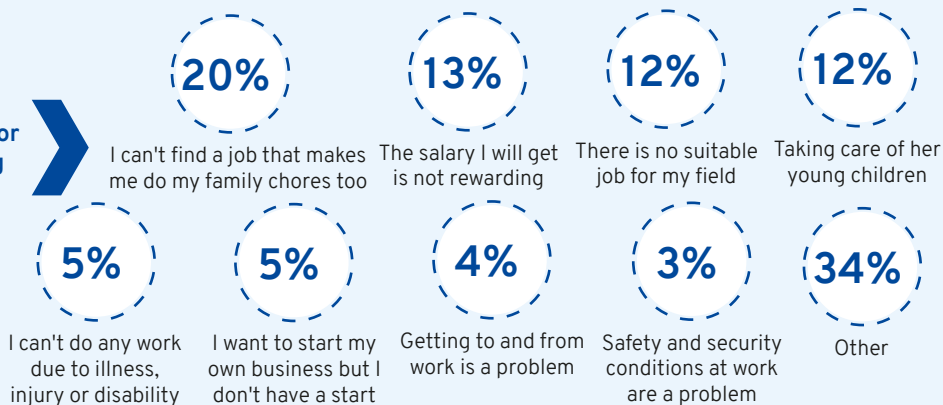 or
g
20%
13%
12%
12%
I can't find a job that makes
me do my family chores too
The salary I will get
is not rewarding
There is no suitable
job for my field
Taking care of her
young children
5%
5%
4%
3%
34%
I can't do any work
due to illness,
injury or disability
I want to start my
own business but I
don't have a start
Getting to and from
work is a problem
Safety and security
conditions at work
are a problem
Other